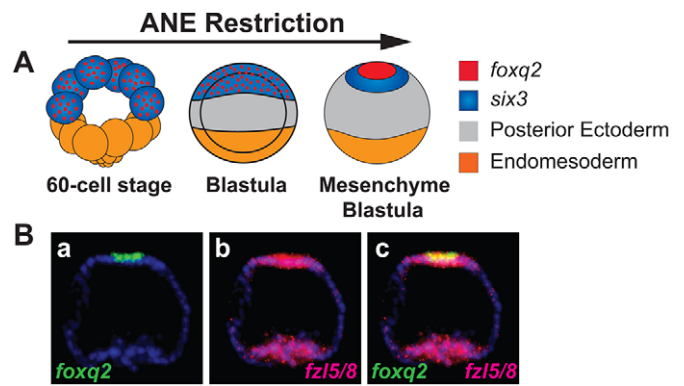 ANE Restriction
A
foxq2
six3
Posterior Ectoderm
Endomesoderm
60-cell stage
Blastula
Mesenchyme
Blastula
B
a
b
c
foxq2
fzl5/8
foxq2 fzl5/8